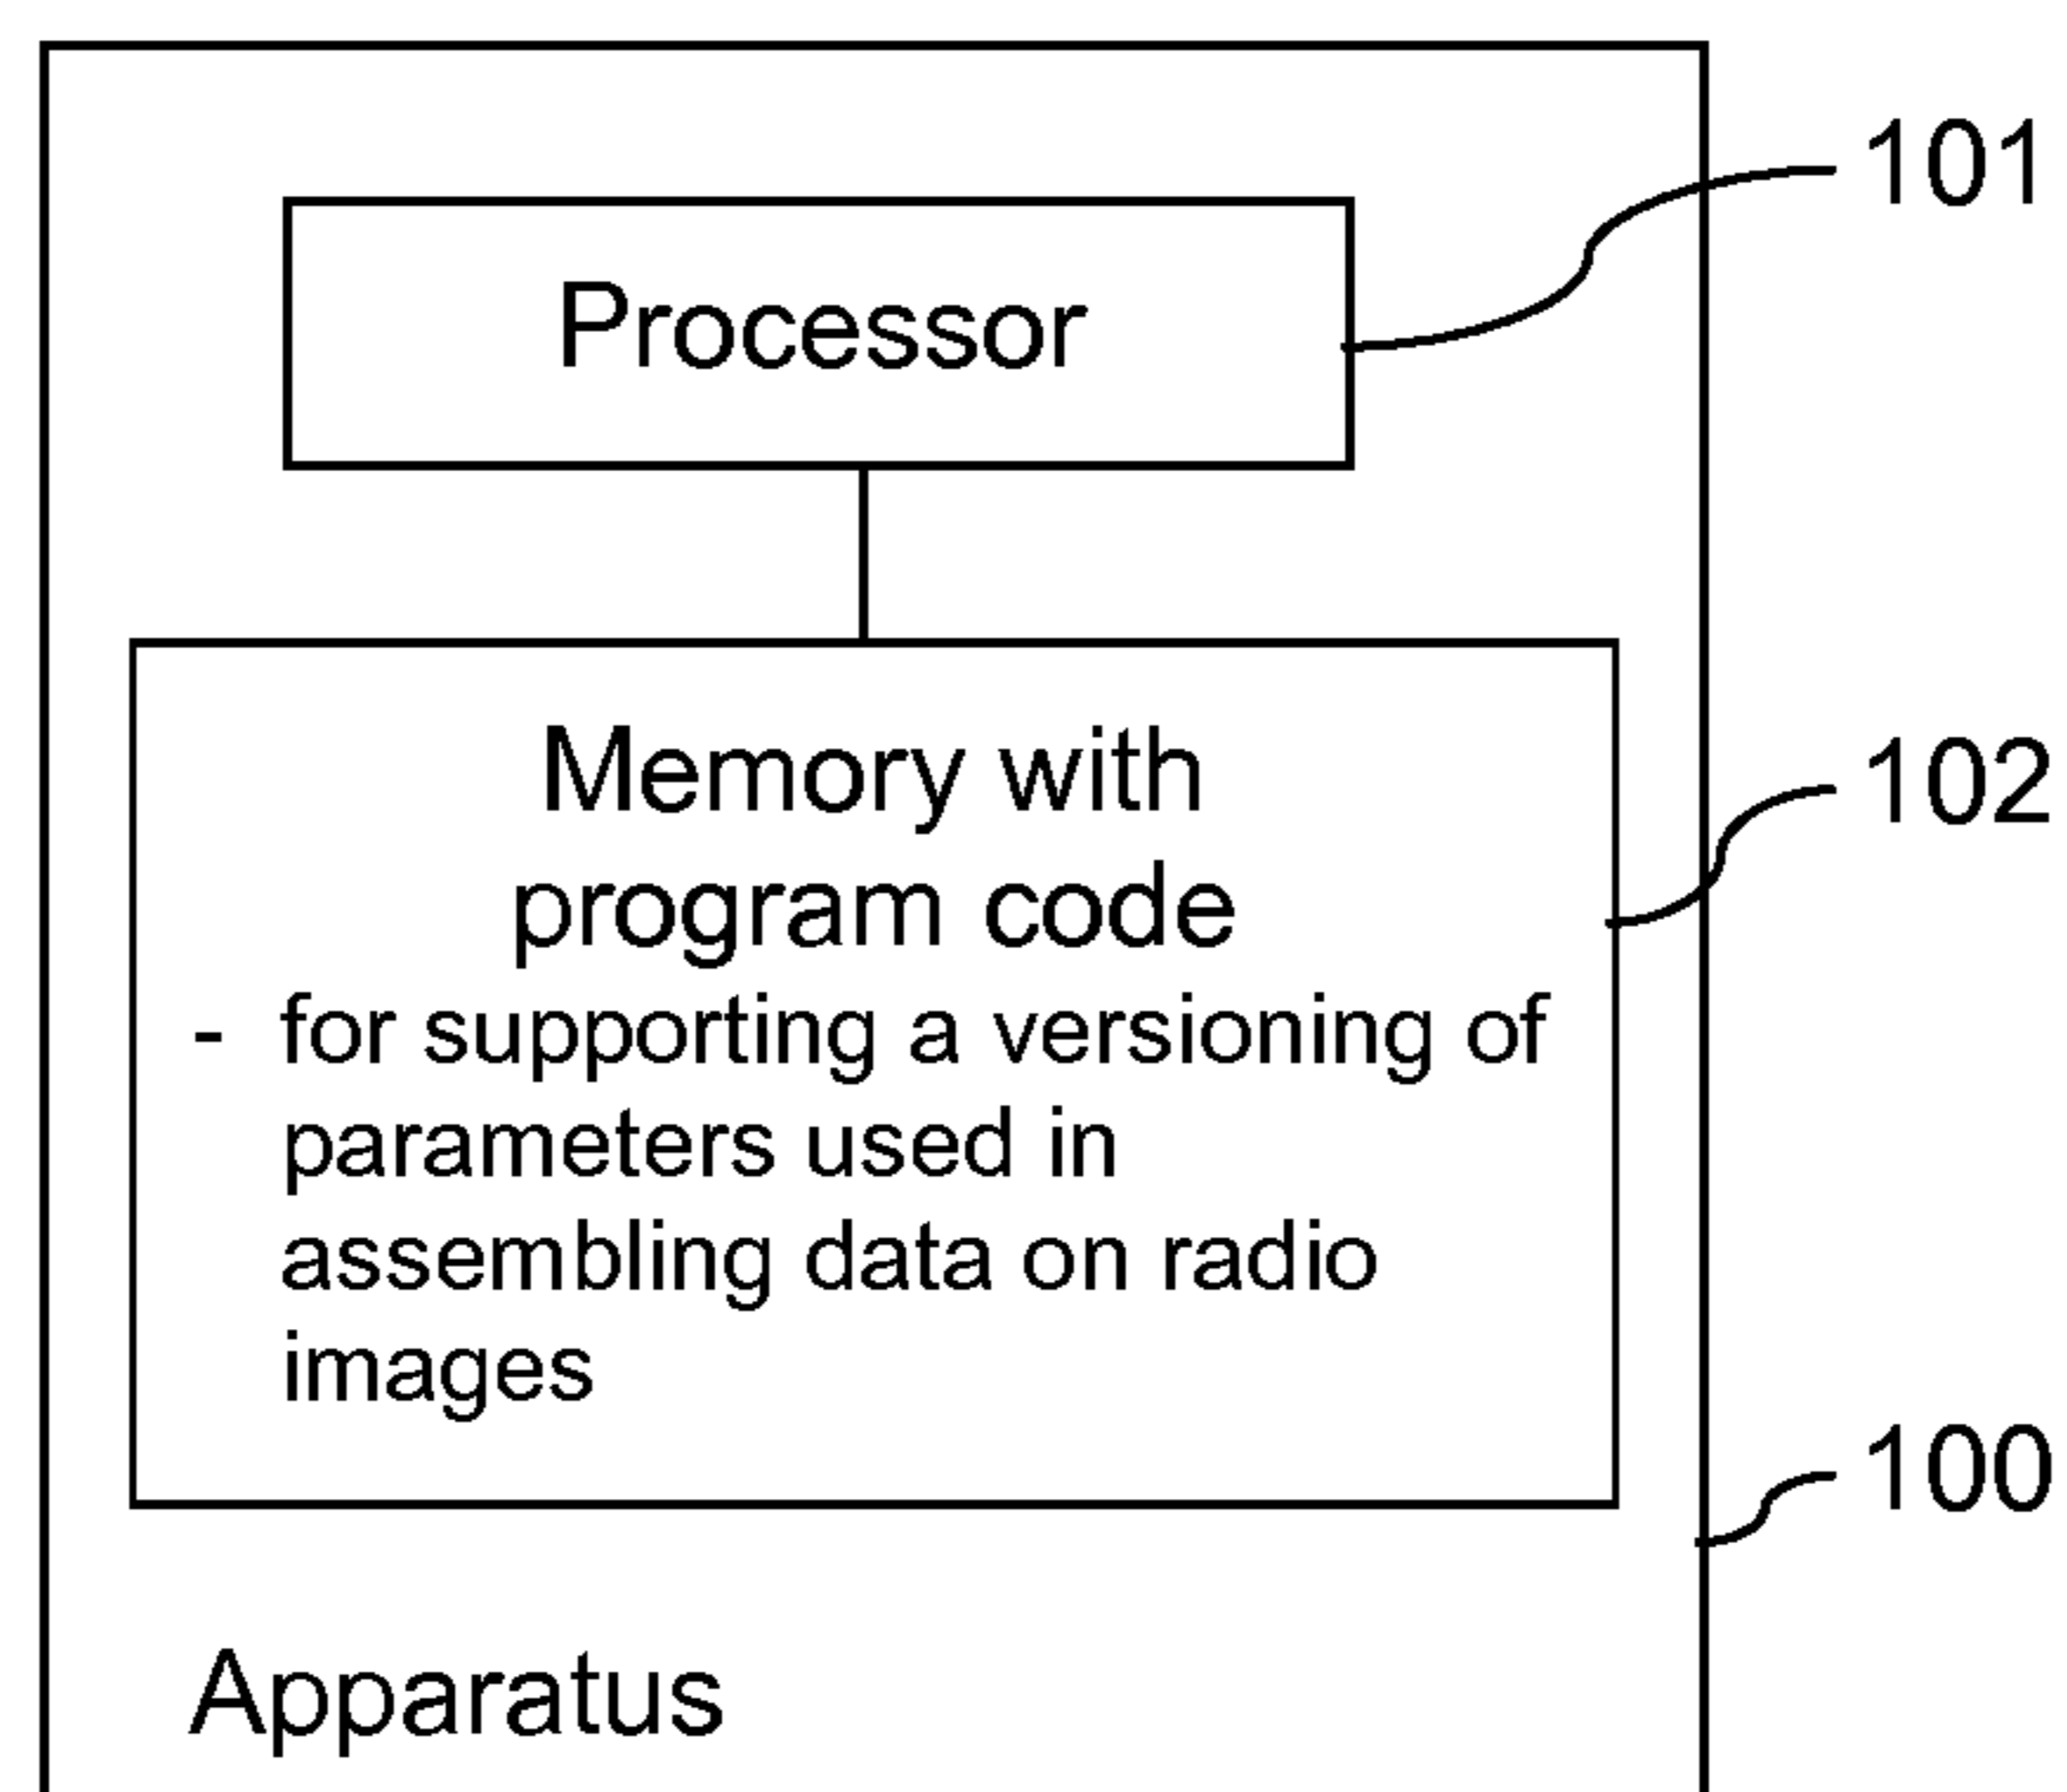 101
Processor
Memory with
102
program code
- for supporting a versioning of
parameters used in
assembling data on radio
images
100
Apparatus